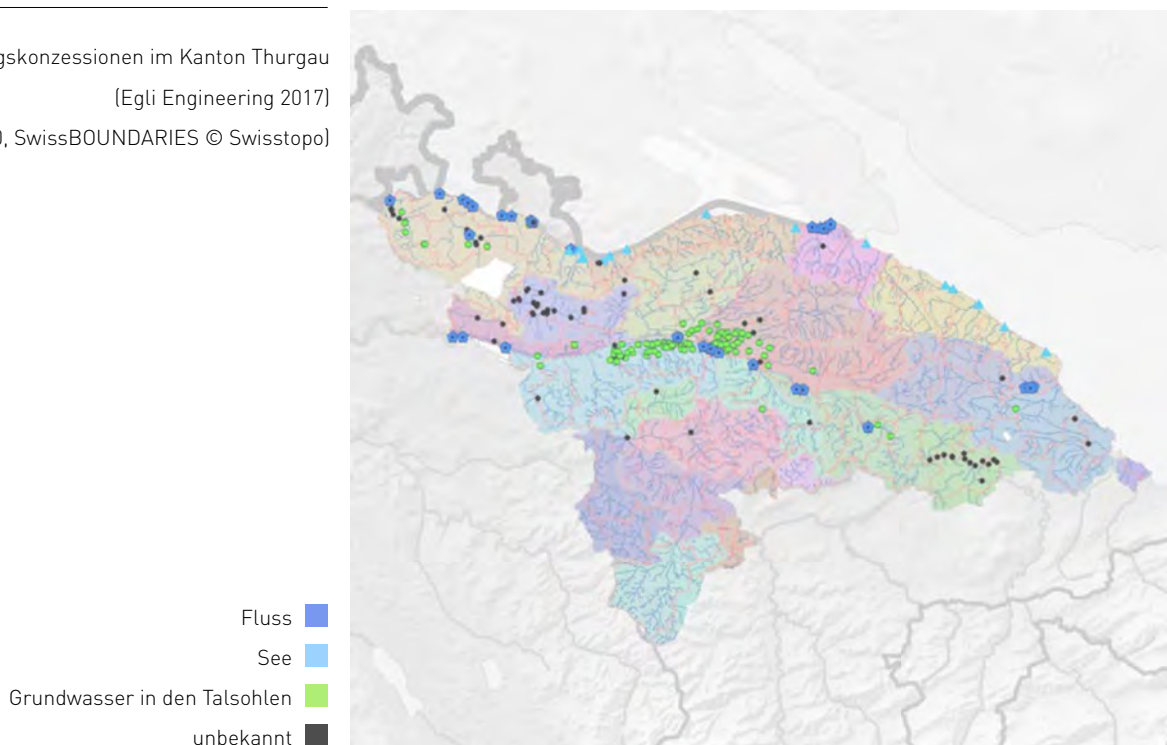 gskonzessionen im Kanton Thurgau
(Egli Engineering 2017)
, SwissBOUNDARIES © Swisstopo)
Fluss
See
Grundwasser in den Talsohlen
unbekannt